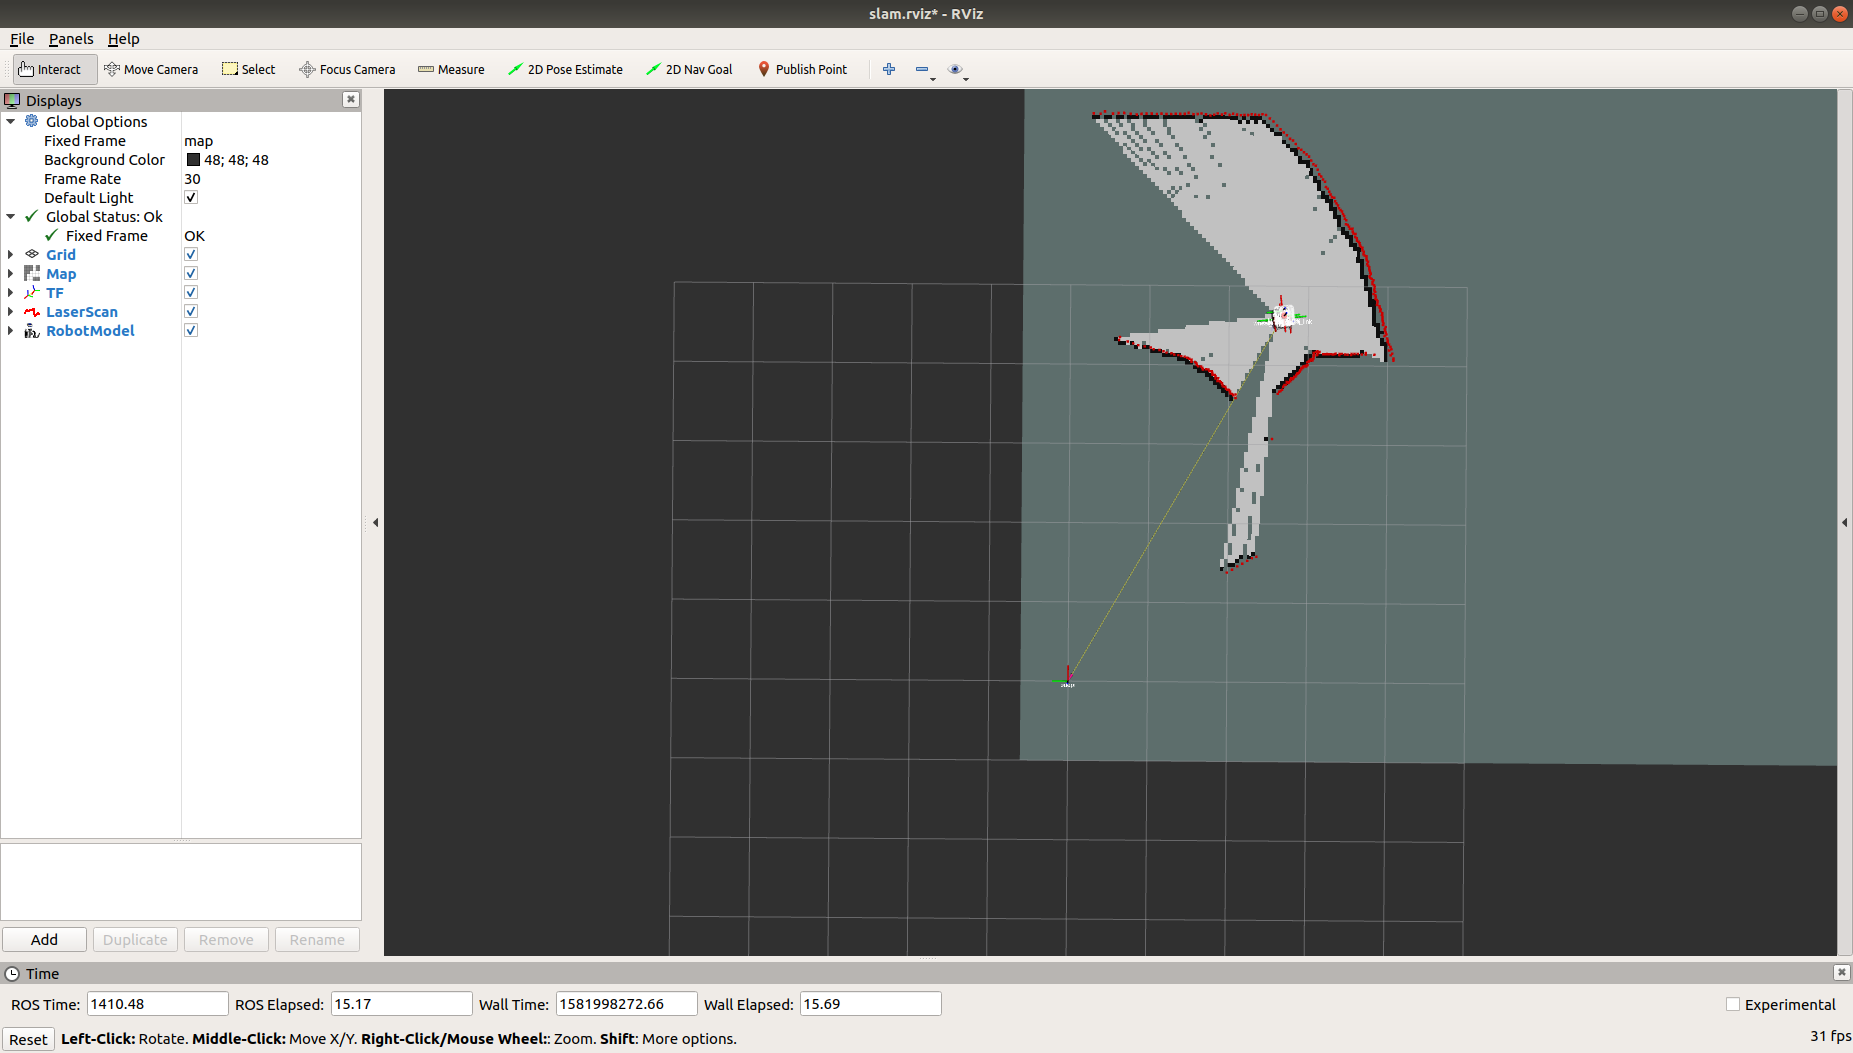 slam.rviz* - RViz
File Panels Help
Interact Move Camera Select Focus Camera Measure 2D Pose Estimate 2D Nav Goal Publish Point
Displays
Global Options
Fixed Frame map
Background Color 48; 48; 48
Frame Rate 30
Default Light
Global Status: Ok
Fixed Frame OK
Grid
Map
TF
LaserScan
RobotModel
map
Add Duplicate Remove Rename
Time
ROS Time: 1410.48 ROS Elapsed: 15.17 Wall Time: 1581998272.66 Wall Elapsed: 15.69 Experimental
Reset Left-Click: Rotate. Middle-Click: Move X/Y. Right-Click/Mouse Wheel:: Zoom. Shift: More options. 31 fps